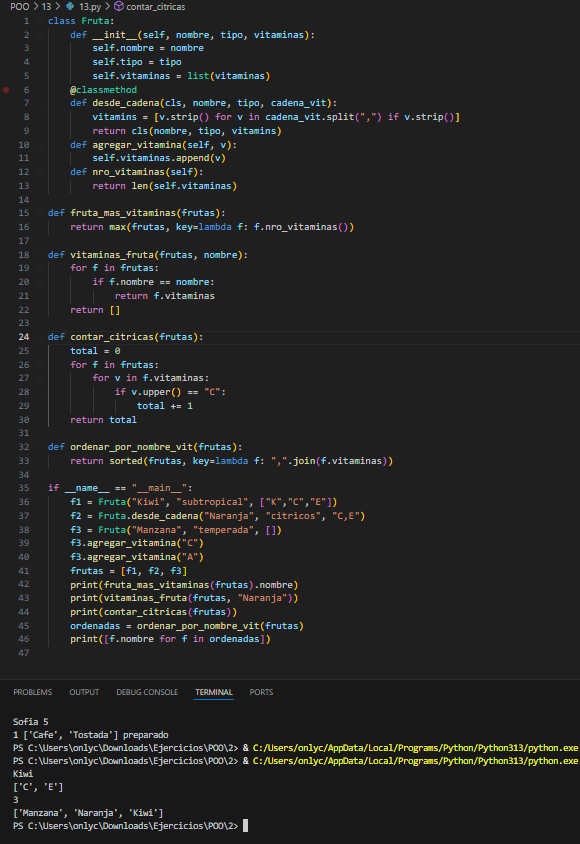 POO > 13 > 13.py > contar_citricas
1 class Fruta:
2     def __init__(self, nombre, tipo, vitaminas):
3         self.nombre = nombre
4         self.tipo = tipo
5         self.vitaminas = list(vitaminas)
6     @classmethod
7     def desde_cadena(cls, nombre, tipo, cadena_vit):
8         vitamins = [v.strip() for v in cadena_vit.split(",") if v.strip()]
9         return cls(nombre, tipo, vitamins)
10     def agregar_vitamina(self, v):
11         self.vitaminas.append(v)
12     def nro_vitaminas(self):
13         return len(self.vitaminas)
14
15 def fruta_mas_vitaminas(frutas):
16     return max(frutas, key=lambda f: f.nro_vitaminas())
17
18 def vitaminas_fruta(frutas, nombre):
19     for f in frutas:
20         if f.nombre == nombre:
21             return f.vitaminas
22     return []
23
24 def contar_citricas(frutas):
25     total = 0
26     for f in frutas:
27         for v in f.vitaminas:
28             if v.upper() == "C":
29                 total += 1
30     return total
31
32 def ordenar_por_nombre_vit(frutas):
33     return sorted(frutas, key=lambda f: ",".join(f.vitaminas))
34
35 if __name__ == "__main__":
36     f1 = Fruta("Kiwi", "subtropical", ["K","C","E"])
37     f2 = Fruta.desde_cadena("Naranja", "citricos", "C,E")
38     f3 = Fruta("Manzana", "temperada", [])
39     f3.agregar_vitamina("C")
40     f3.agregar_vitamina("A")
41     frutas = [f1, f2, f3]
42     print(fruta_mas_vitaminas(frutas).nombre)
43     print(vitaminas_fruta(frutas, "Naranja"))
44     print(contar_citricas(frutas))
45     ordenadas = ordenar_por_nombre_vit(frutas)
46     print([f.nombre for f in ordenadas])
47
PROBLEMS OUTPUT DEBUG CONSOLE TERMINAL PORTS
Sofia 5
1 ['Cafe', 'Tostada'] preparado
PS C:\Users\onlyc\Downloads\Ejercicios\POO\2> & C:/Users/onlyc/AppData/Local/Programs/Python/Python313/python.exe
PS C:\Users\onlyc\Downloads\Ejercicios\POO\2> & C:/Users/onlyc/AppData/Local/Programs/Python/Python313/python.exe
Kiwi
['C', 'E']
3
['Manzana', 'Naranja', 'Kiwi']
PS C:\Users\onlyc\Downloads\Ejercicios\POO\2>